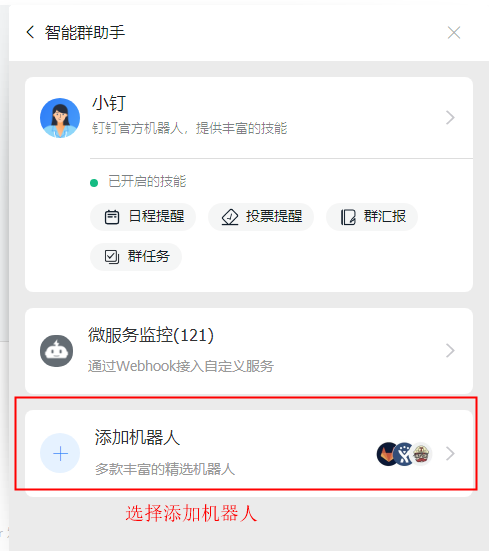 智能群助手
小钉
钉钉官方机器人，提供丰富的技能
已开启的技能
日程提醒
投票提醒
群汇报
群任务
微服务监控(121)
通过Webhook接入自定义服务
添加机器人
多款丰富的精选机器人
选择添加机器人